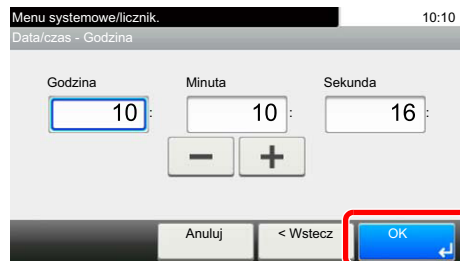 Menu systemowe/licznik. 10:10
Data/czas - Godzina
Godzina Minuta Sekunda
10 : 10 : 16 :
− +
Anuluj < Wstecz OK